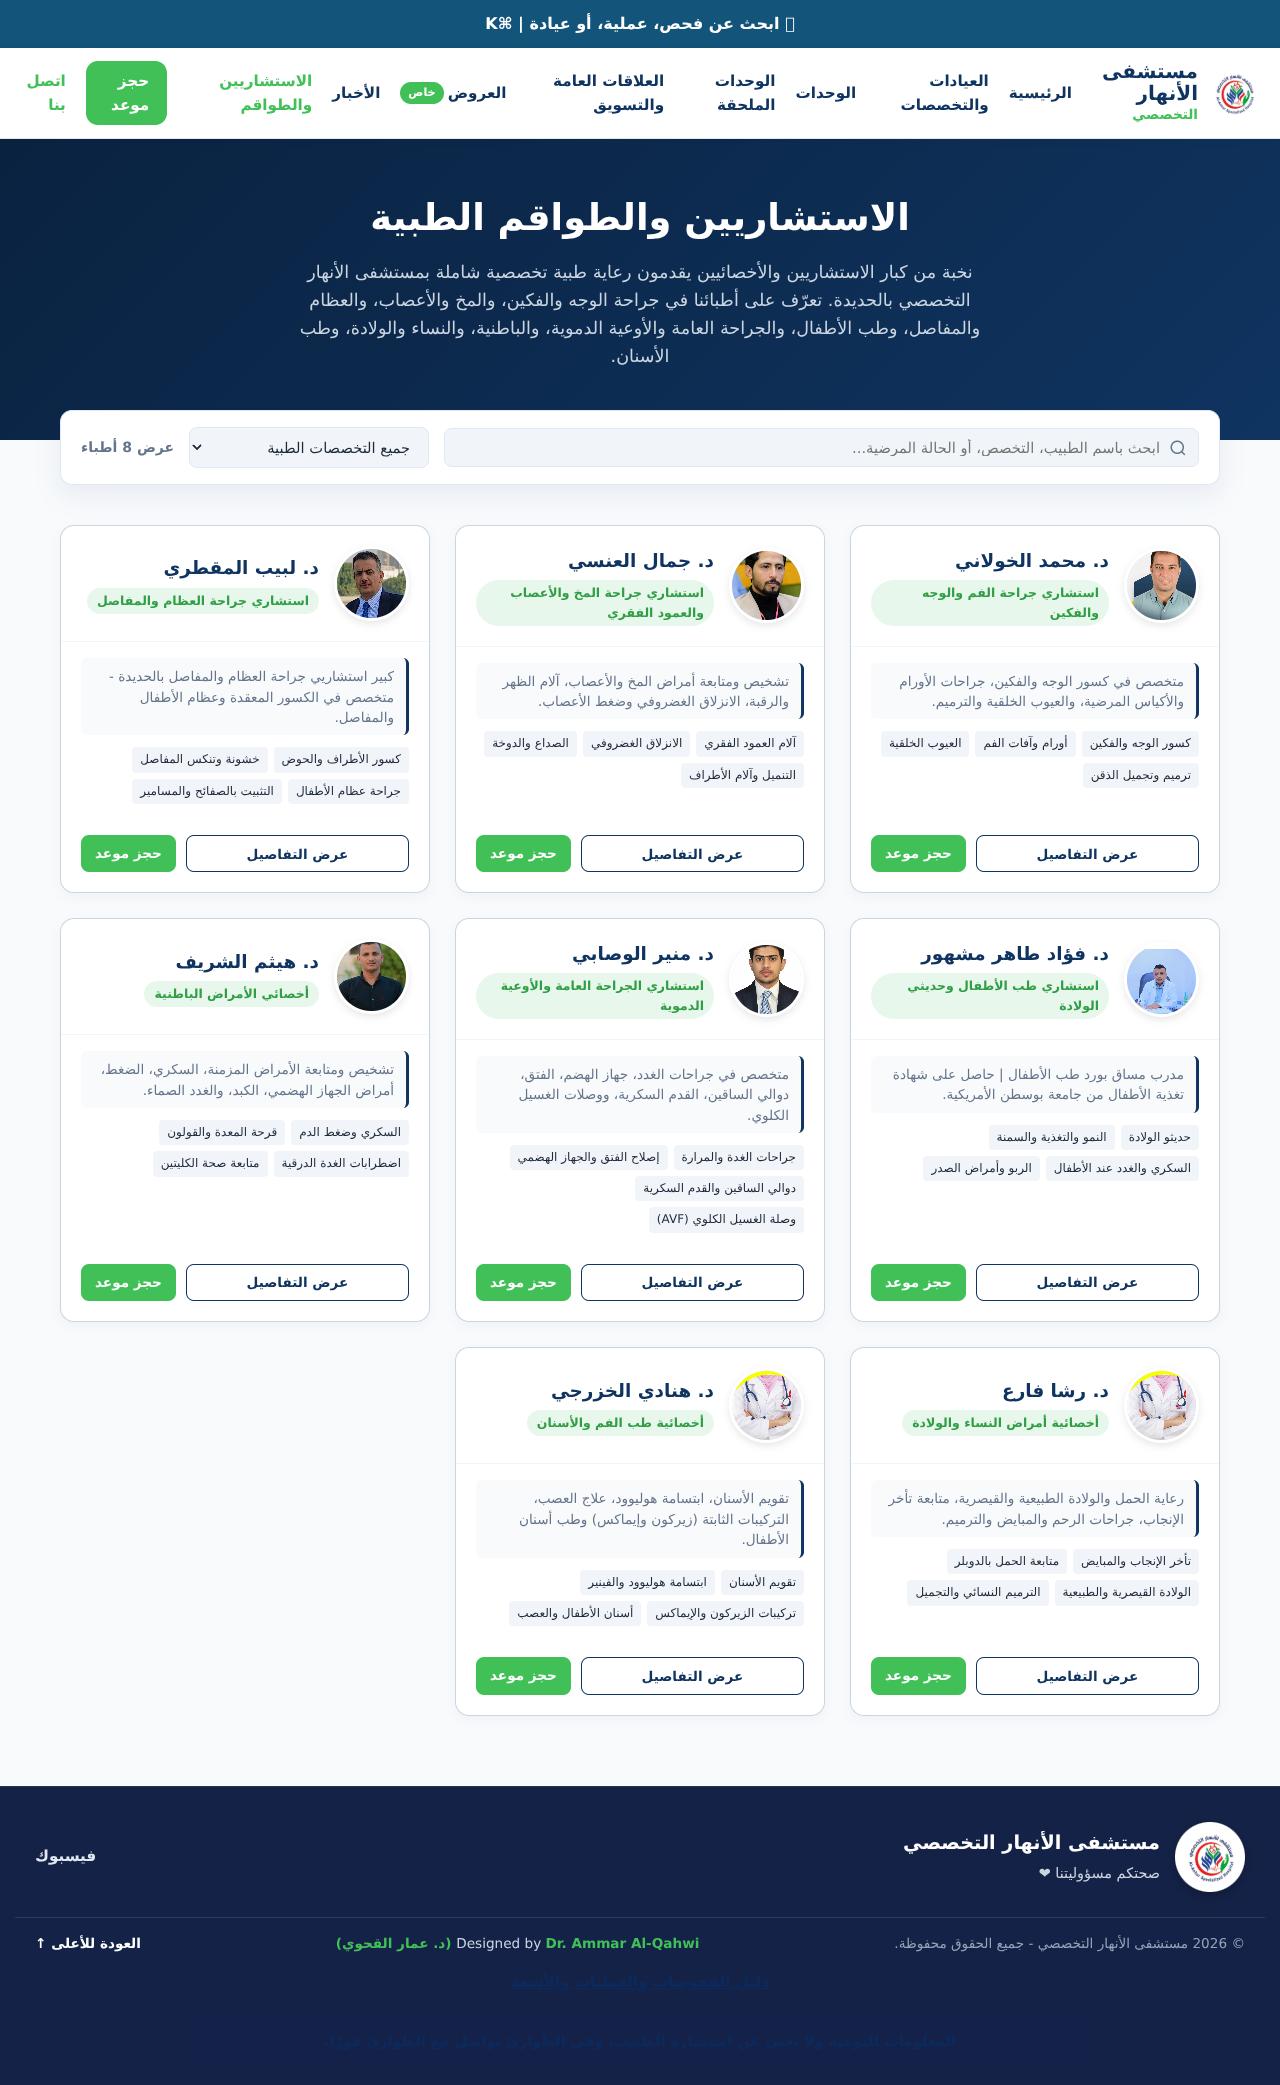 ابحث عن فحص، عملية، أو عيادة | ⌘K
مستشفى
الأنهار
التخصصي
الرئيسية
العيادات
والتخصصات
الوحدات
الوحدات
الملحقة
العلاقات العامة
والتسويق
العروض خاص
الأخبار
الاستشاريين
والطواقم
حجز
موعد
اتصل
بنا
الاستشاريين والطواقم الطبية
نخبة من كبار الاستشاريين والأخصائيين يقدمون رعاية طبية تخصصية شاملة بمستشفى الأنهار
التخصصي بالحديدة. تعرّف على أطبائنا في جراحة الوجه والفكين، والمخ والأعصاب، والعظام
والمفاصل، وطب الأطفال، والجراحة العامة والأوعية الدموية، والباطنية، والنساء والولادة، وطب
الأسنان.
ابحث باسم الطبيب، التخصص، أو الحالة المرضية...
جميع التخصصات الطبية
عرض 8 أطباء
د. محمد الخولاني
استشاري جراحة الفم والوجه
والفكين
متخصص في كسور الوجه والفكين، جراحات الأورام
والأكياس المرضية، والعيوب الخلقية والترميم.
كسور الوجه والفكين
أورام وآفات الفم
العيوب الخلقية
ترميم وتجميل الذقن
عرض التفاصيل
حجز موعد
د. جمال العنسي
استشاري جراحة المخ والأعصاب
والعمود الفقري
تشخيص ومتابعة أمراض المخ والأعصاب، آلام الظهر
والرقبة، الانزلاق الغضروفي وضغط الأعصاب.
آلام العمود الفقري
الانزلاق الغضروفي
الصداع والدوخة
التنميل وآلام الأطراف
عرض التفاصيل
حجز موعد
د. لبيب المقطري
استشاري جراحة العظام والمفاصل
كبير استشاريي جراحة العظام والمفاصل بالحديدة -
متخصص في الكسور المعقدة وعظام الأطفال
والمفاصل.
كسور الأطراف والحوض
خشونة وتنكس المفاصل
جراحة عظام الأطفال
التثبيت بالصفائح والمسامير
عرض التفاصيل
حجز موعد
د. فؤاد طاهر مشهور
استشاري طب الأطفال وحديثي
الولادة
مدرب مساق بورد طب الأطفال | حاصل على شهادة
تغذية الأطفال من جامعة بوسطن الأمريكية.
حديثو الولادة
النمو والتغذية والسمنة
السكري والغدد عند الأطفال
الربو وأمراض الصدر
عرض التفاصيل
حجز موعد
د. منير الوصابي
استشاري الجراحة العامة والأوعية
الدموية
متخصص في جراحات الغدد، جهاز الهضم، الفتق،
دوالي الساقين، القدم السكرية، ووصلات الغسيل
الكلوي.
جراحات الغدة والمرارة
إصلاح الفتق والجهاز الهضمي
دوالي الساقين والقدم السكرية
وصلة الغسيل الكلوي (AVF)
عرض التفاصيل
حجز موعد
د. هيثم الشريف
أخصائي الأمراض الباطنية
تشخيص ومتابعة الأمراض المزمنة، السكري، الضغط،
أمراض الجهاز الهضمي، الكبد، والغدد الصماء.
السكري وضغط الدم
قرحة المعدة والقولون
اضطرابات الغدة الدرقية
متابعة صحة الكليتين
عرض التفاصيل
حجز موعد
د. رشا فارع
أخصائية أمراض النساء والولادة
رعاية الحمل والولادة الطبيعية والقيصرية، متابعة تأخر
الإنجاب، جراحات الرحم والمبايض والترميم.
تأخر الإنجاب والمبايض
متابعة الحمل بالدوبلر
الولادة القيصرية والطبيعية
الترميم النسائي والتجميل
عرض التفاصيل
حجز موعد
د. هنادي الخزرجي
أخصائية طب الفم والأسنان
تقويم الأسنان، ابتسامة هوليوود، علاج العصب،
التركيبات الثابتة (زيركون وإيماكس) وطب أسنان
الأطفال.
تقويم الأسنان
ابتسامة هوليوود والفينير
تركيبات الزيركون والإيماكس
أسنان الأطفال والعصب
عرض التفاصيل
حجز موعد
مستشفى الأنهار التخصصي
صحتكم مسؤوليتنا ❤
فيسبوك
© 2026 مستشفى الأنهار التخصصي - جميع الحقوق محفوظة.
Designed by Dr. Ammar Al-Qahwi (د. عمار القحوي)
العودة للأعلى ↑
دليل الفحوصات والعمليات والأشعة